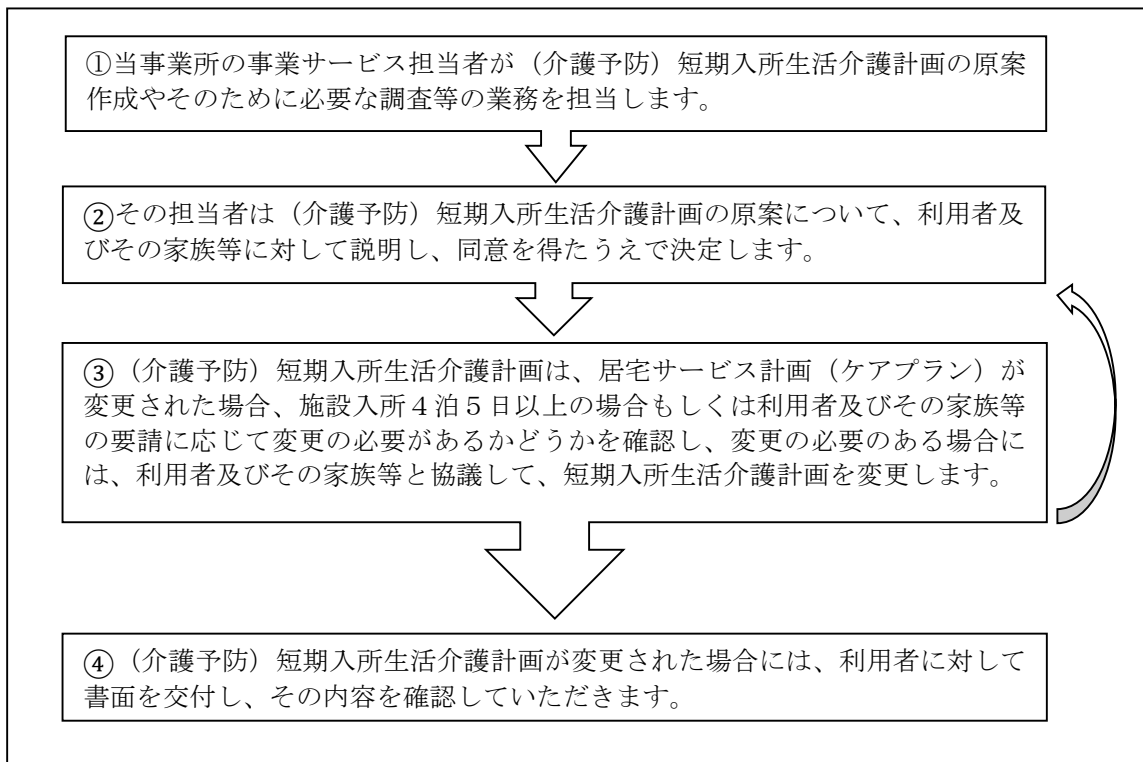 ①当事業所の事業サービス担当者が（介護予防）短期入所生活介護計画の原案
作成やそのために必要な調査等の業務を担当します。
②その担当者は（介護予防）短期入所生活介護計画の原案について、利用者及
びその家族等に対して説明し、同意を得たうえで決定します。
③（介護予防）短期入所生活介護計画は、居宅サービス計画（ケアプラン）が
変更された場合、施設入所４泊５日以上の場合もしくは利用者及びその家族等
の要請に応じて変更の必要があるかどうかを確認し、変更の必要のある場合に
は、利用者及びその家族等と協議して、短期入所生活介護計画を変更します。
④（介護予防）短期入所生活介護計画が変更された場合には、利用者に対して
書面を交付し、その内容を確認していただきます。